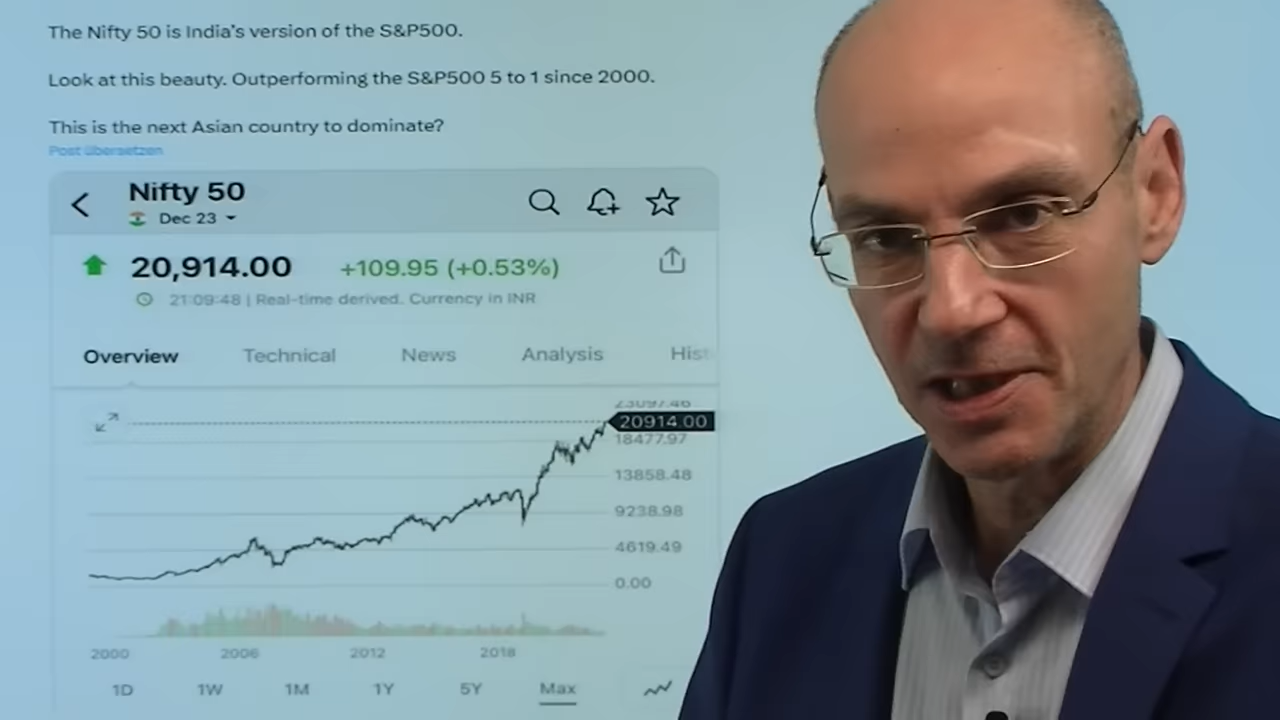 The Nifty 50 is India's version of the S&P500.
Look at this beauty. Outperforming the S&P500 5 to 1 since 2000.
This is the next Asian country to dominate?
Post übersetzen
Nifty 50
Dec 23
20,914.00 +109.95 (+0.53%)
21:09:48 | Real-time derived. Currency in INR
Overview Technical News Analysis Hist
23097.46
20914.00
18477.97
13858.48
9238.98
4619.49
0.00
2000 2006 2012 2018
1D 1W 1M 1Y 5Y Max